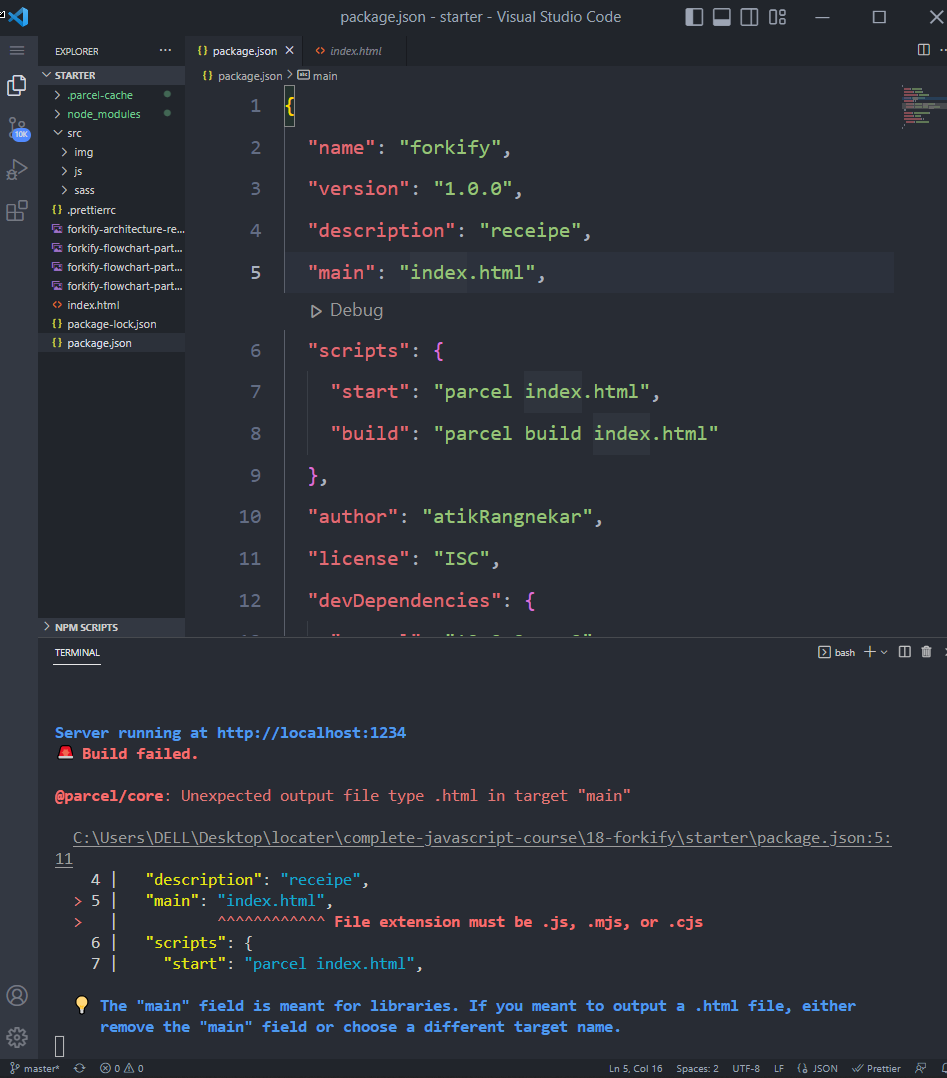 package.json - starter - Visual Studio Code
EXPLORER
package.json
index.html
STARTER
package.json > main
.parcel-cache
node_modules
src
img
js
sass
.prettierrc
forkify-architecture-re...
forkify-flowchart-part...
forkify-flowchart-part...
forkify-flowchart-part...
index.html
package-lock.json
package.json
NPM SCRIPTS
10K
1 {
2 "name": "forkify",
3 "version": "1.0.0",
4 "description": "receipe",
5 "main": "index.html",
Debug
6 "scripts": {
7 "start": "parcel index.html",
8 "build": "parcel build index.html"
9 },
10 "author": "atikRangnekar",
11 "license": "ISC",
12 "devDependencies": {
TERMINAL
bash
Server running at http://localhost:1234
🚨 Build failed.
@parcel/core: Unexpected output file type .html in target "main"
C:\Users\DELL\Desktop\locater\complete-javascript-course\18-forkify\starter\package.json:5:
11
4 | "description": "receipe",
> 5 | "main": "index.html",
> | ^^^^^^^^^^^^ File extension must be .js, .mjs, or .cjs
6 | "scripts": {
7 | "start": "parcel index.html",
💡 The "main" field is meant for libraries. If you meant to output a .html file, either
remove the "main" field or choose a different target name.
master*
0
0
Ln 5, Col 16
Spaces: 2
UTF-8
LF
JSON
Prettier